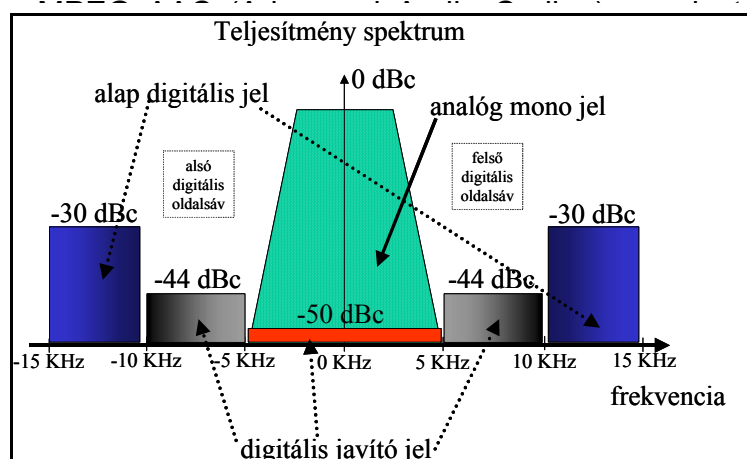 Teljesítmény spektrum
0 dBc
alap digitális jel
analóg mono jel
alsó
digitális
oldalsáv
felső
digitális
oldalsáv
-30 dBc
-30 dBc
-44 dBc
-44 dBc
-50 dBc
-15 KHz
-10 KHz
-5 KHz
0 KHz
5 KHz
10 KHz
15 KHz
frekvencia
digitális javító jel